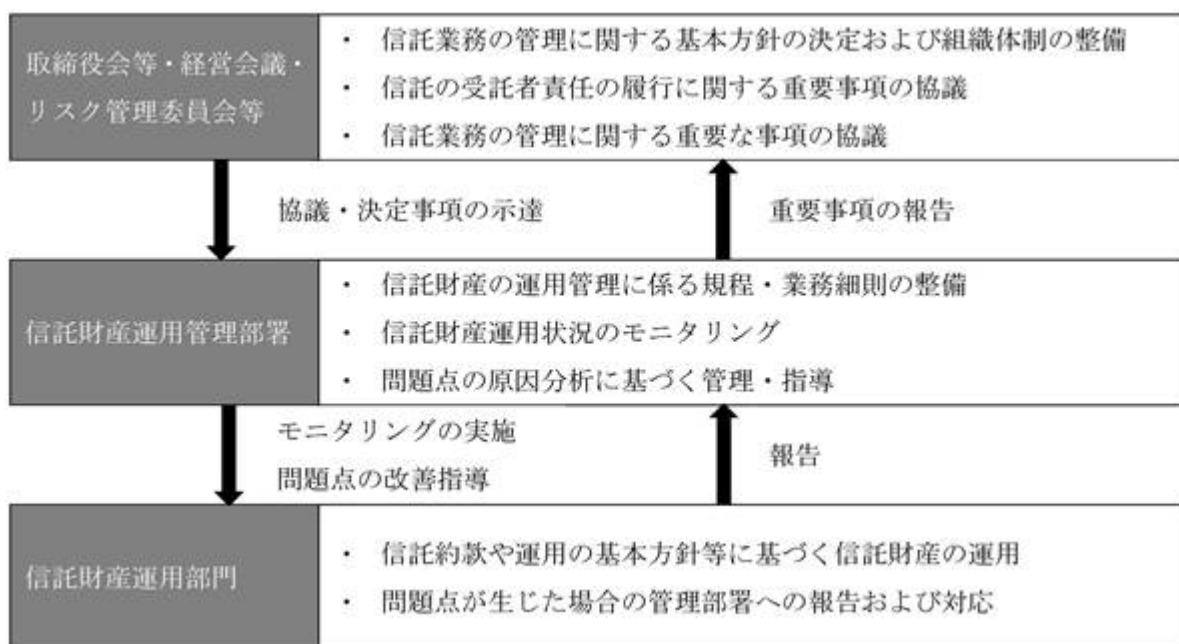 取締役会等・経営会議・
リスク管理委員会等
・ 信託業務の管理に関する基本方針の決定および組織体制の整備
・ 信託の受託者責任の履行に関する重要事項の協議
・ 信託業務の管理に関する重要な事項の協議
協議・決定事項の示達
重要事項の報告
信託財産運用管理部署
・ 信託財産の運用管理に係る規程・業務細則の整備
・ 信託財産運用状況のモニタリング
・ 問題点の原因分析に基づく管理・指導
モニタリングの実施
問題点の改善指導
報告
信託財産運用部門
・ 信託約款や運用の基本方針等に基づく信託財産の運用
・ 問題点が生じた場合の管理部署への報告および対応